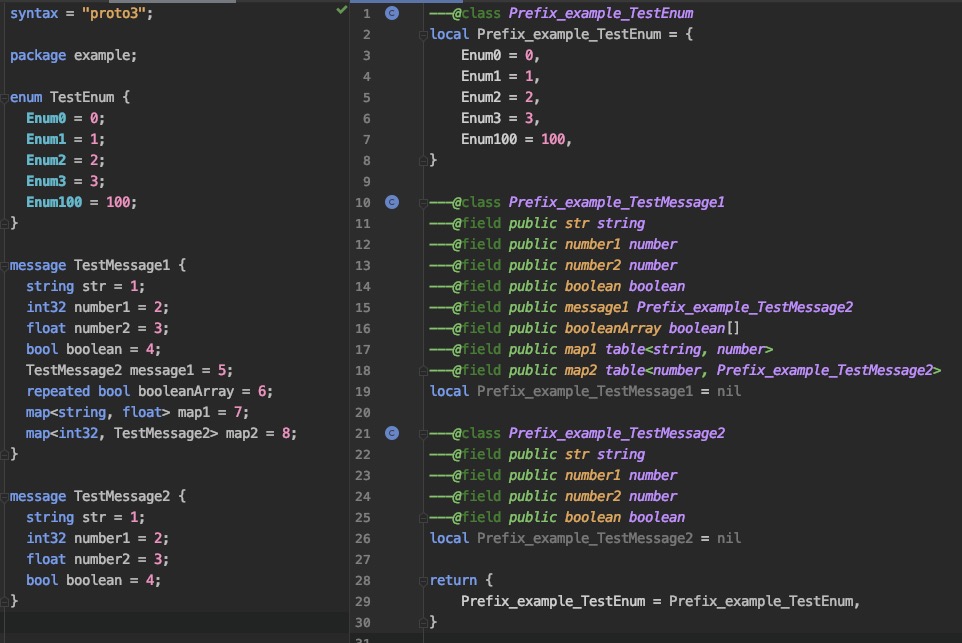 syntax = "proto3";

package example;

enum TestEnum {
  Enum0 = 0;
  Enum1 = 1;
  Enum2 = 2;
  Enum3 = 3;
  Enum100 = 100;
}

message TestMessage1 {
  string str = 1;
  int32 number1 = 2;
  float number2 = 3;
  bool boolean = 4;
  TestMessage2 message1 = 5;
  repeated bool booleanArray = 6;
  map<string, float> map1 = 7;
  map<int32, TestMessage2> map2 = 8;
}

message TestMessage2 {
  string str = 1;
  int32 number1 = 2;
  float number2 = 3;
  bool boolean = 4;
}

1 C ---@class Prefix_example_TestEnum
2 local Prefix_example_TestEnum = {
3     Enum0 = 0,
4     Enum1 = 1,
5     Enum2 = 2,
6     Enum3 = 3,
7     Enum100 = 100,
8 }
9
10 C ---@class Prefix_example_TestMessage1
11 ---@field public str string
12 ---@field public number1 number
13 ---@field public number2 number
14 ---@field public boolean boolean
15 ---@field public message1 Prefix_example_TestMessage2
16 ---@field public booleanArray boolean[]
17 ---@field public map1 table<string, number>
18 ---@field public map2 table<number, Prefix_example_TestMessage2>
19 local Prefix_example_TestMessage1 = nil
20
21 C ---@class Prefix_example_TestMessage2
22 ---@field public str string
23 ---@field public number1 number
24 ---@field public number2 number
25 ---@field public boolean boolean
26 local Prefix_example_TestMessage2 = nil
27
28 return {
29     Prefix_example_TestEnum = Prefix_example_TestEnum,
30 }
31